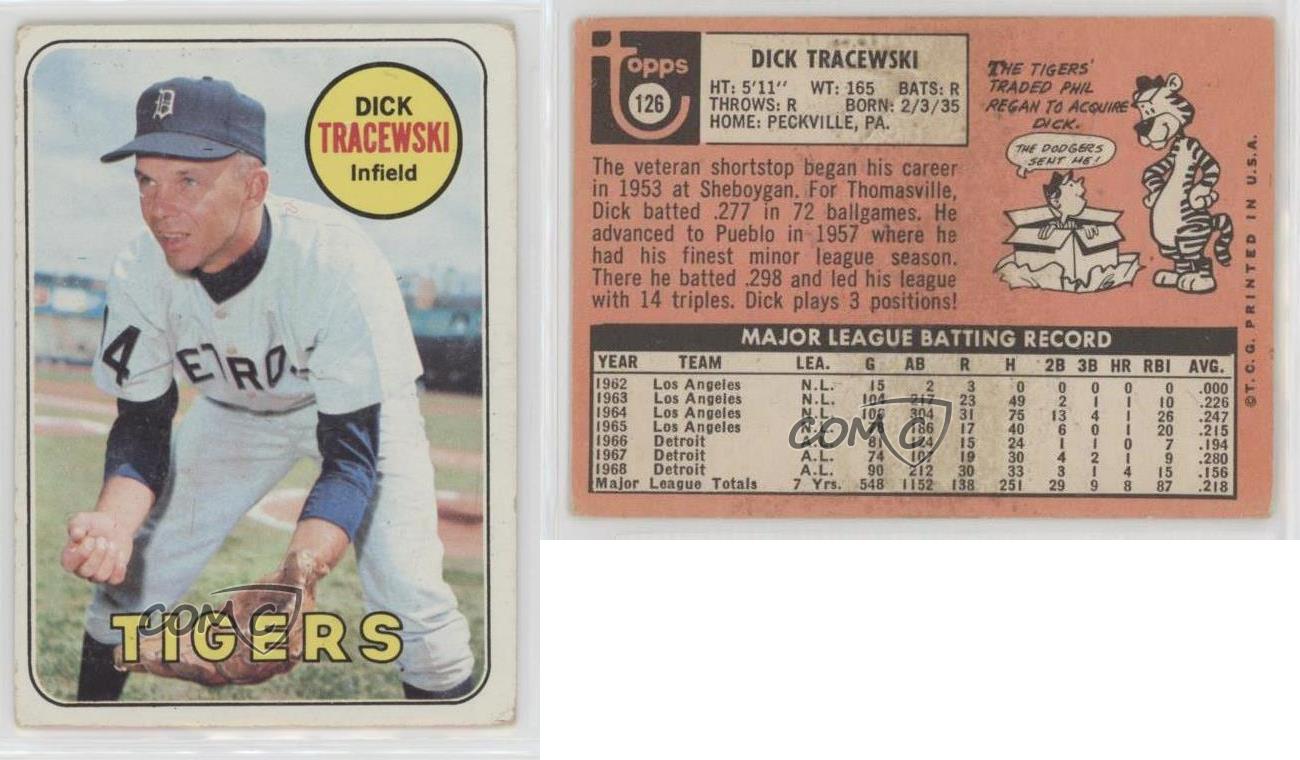 DICK
TRACEWSKI
Infield
4
ETRO
TIGERS
COMC
topps
126
DICK TRACEWSKI
HT: 5'11" WT: 165 BATS: R
THROWS: R BORN: 2/3/35
HOME: PECKVILLE, PA.
THE TIGERS'
TRADED PHIL
REGAN TO ACQUIRE
DICK.
THE DODGERS
SENT ME!
The veteran shortstop began his career
in 1953 at Sheboygan. For Thomasville,
Dick batted .277 in 72 ballgames. He
advanced to Pueblo in 1957 where he
had his finest minor league season.
There he batted .298 and led his league
with 14 triples. Dick plays 3 positions!
MAJOR LEAGUE BATTING RECORD
YEAR TEAM LEA. G AB R H 2B 3B HR RBI AVG.
1962 Los Angeles N.L. 15 2 3 0 0 0 0 0 .000
1963 Los Angeles N.L. 104 217 23 49 2 1 1 10 .226
1964 Los Angeles N.L. 106 304 31 75 13 4 1 26 .247
1965 Los Angeles N.L. 78 186 17 40 6 0 1 20 .215
1966 Detroit A.L. 81 124 15 24 1 1 0 7 .194
1967 Detroit A.L. 74 107 19 30 4 2 1 9 .280
1968 Detroit A.L. 90 212 30 33 3 1 4 15 .156
Major League Totals 7 Yrs. 548 1152 138 251 29 9 8 87 .218
COMC
©T. C. G. PRINTED IN U.S.A.